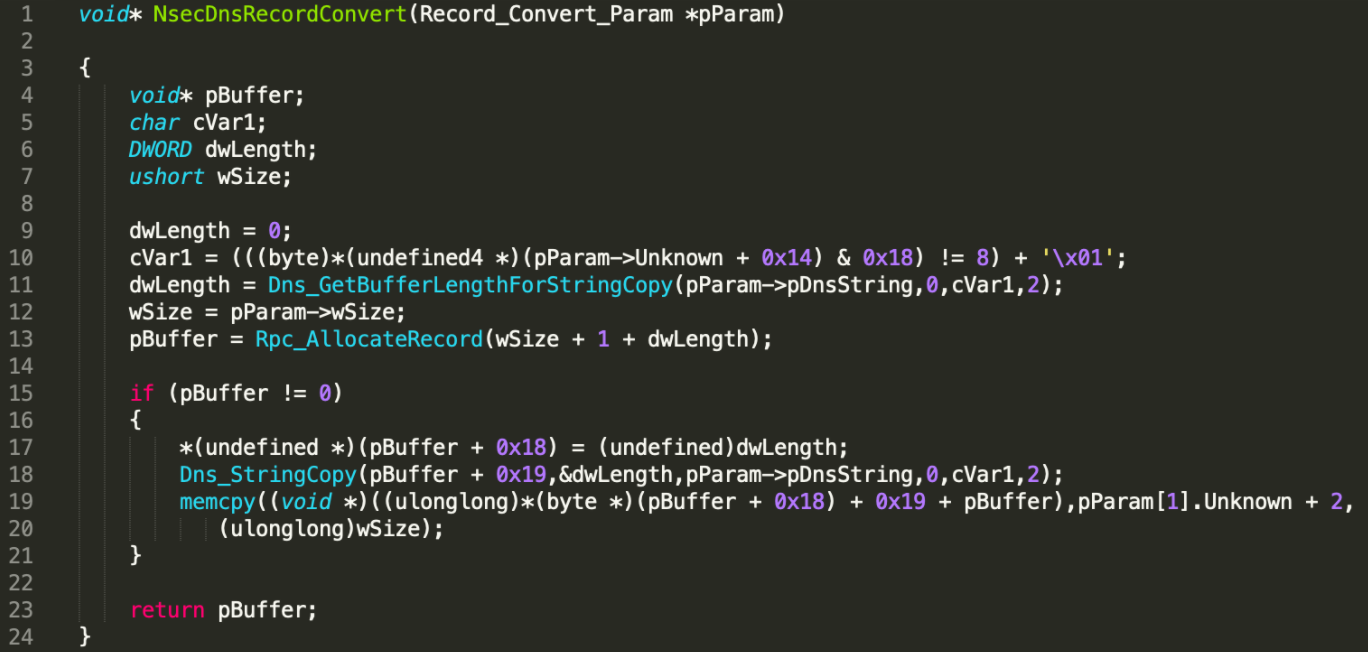 1 void* NsecDnsRecordConvert(Record_Convert_Param *pParam)
2
3 {
4     void* pBuffer;
5     char cVar1;
6     DWORD dwLength;
7     ushort wSize;
8
9     dwLength = 0;
10     cVar1 = (((byte)*(undefined4 *)(pParam->Unknown + 0x14) & 0x18) != 8) + '\x01';
11     dwLength = Dns_GetBufferLengthForStringCopy(pParam->pDnsString,0,cVar1,2);
12     wSize = pParam->wSize;
13     pBuffer = Rpc_AllocateRecord(wSize + 1 + dwLength);
14
15     if (pBuffer != 0)
16     {
17         *(undefined *)(pBuffer + 0x18) = (undefined)dwLength;
18         Dns_StringCopy(pBuffer + 0x19,&dwLength,pParam->pDnsString,0,cVar1,2);
19         memcpy((void *)((ulonglong)*(byte *)(pBuffer + 0x18) + 0x19 + pBuffer),pParam[1].Unknown + 2,
20             (ulonglong)wSize);
21     }
22
23     return pBuffer;
24 }